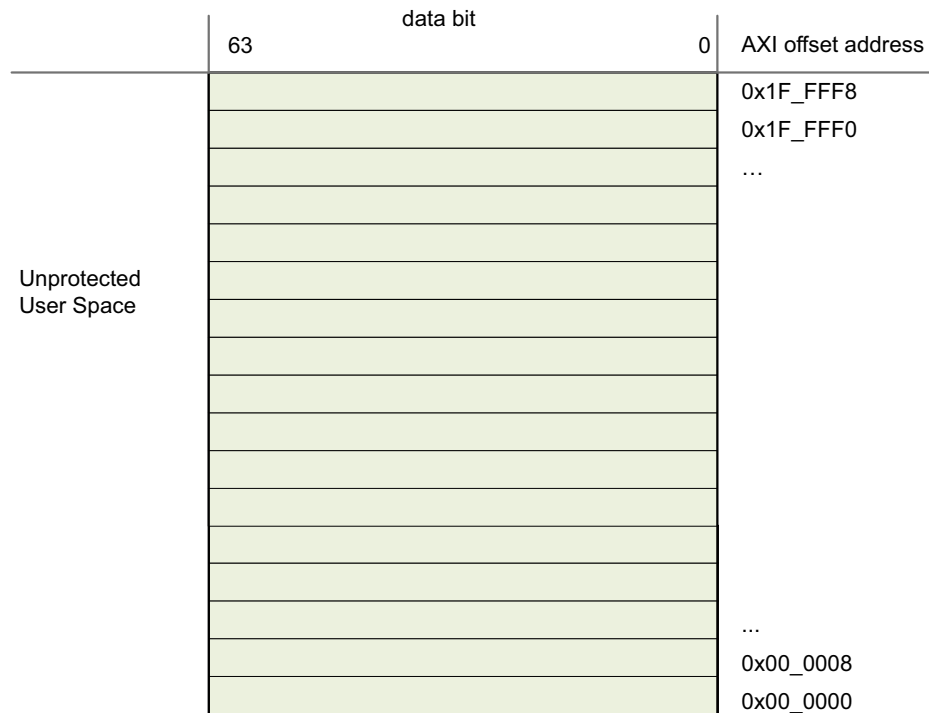 data bit
63 0 AXI offset address
0x1F_FFF8
0x1F_FFF0
…
Unprotected
User Space
...
0x00_0008
0x00_0000